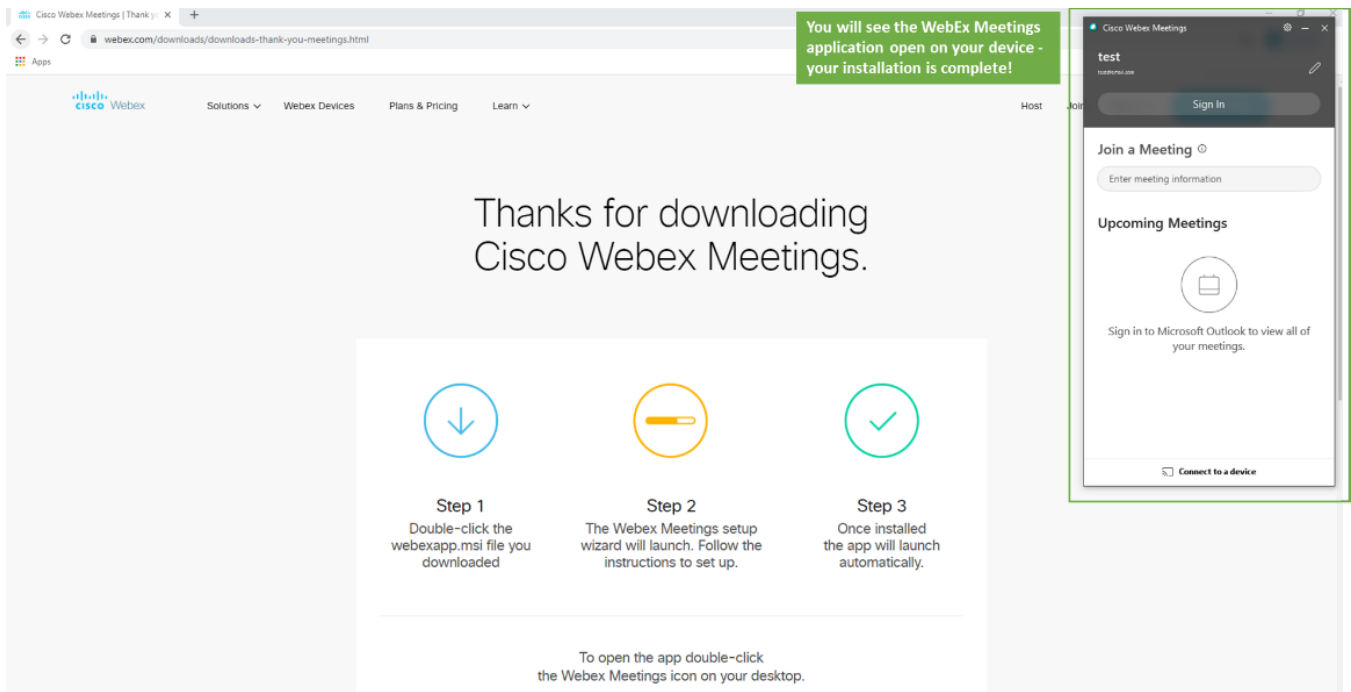 Cisco Webex Meetings | Thank yo
webex.com/downloads/downloads-thank-you-meetings.html
Apps
You will see the WebEx Meetings
application open on your device -
your installation is complete!
cisco Webex
Solutions
Webex Devices
Plans & Pricing
Learn
Host
Thanks for downloading
Cisco Webex Meetings.
Step 1
Double-click the
webexapp.msi file you
downloaded
Step 2
The Webex Meetings setup
wizard will launch. Follow the
instructions to set up.
Step 3
Once installed
the app will launch
automatically.
To open the app double-click
the Webex Meetings icon on your desktop.
Cisco Webex Meetings
test
Sign In
Join a Meeting
Enter meeting information
Upcoming Meetings
Sign in to Microsoft Outlook to view all of
your meetings.
Connect to a device